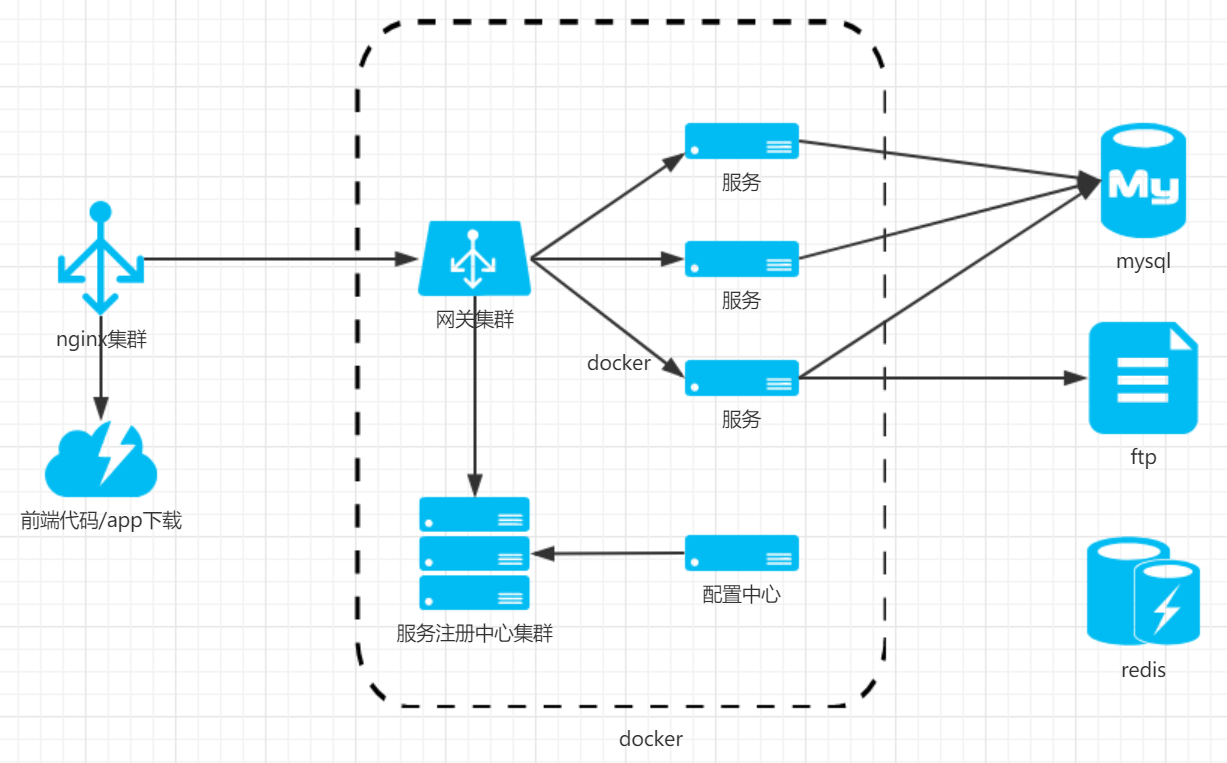 服务
My
mysql
服务
网关集群
nginx集群
docker
服务
ftp
前端代码/app下载
配置中心
服务注册中心集群
redis
docker